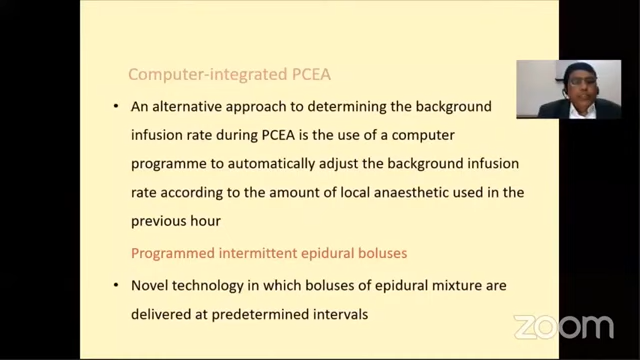 Computer-integrated PCEA
• An alternative approach to determining the background
infusion rate during PCEA is the use of a computer
programme to automatically adjust the background infusion
rate according to the amount of local anaesthetic used in the
previous hour
Programmed intermittent epidural boluses
• Novel technology in which boluses of epidural mixture are
delivered at predetermined intervals
zoom